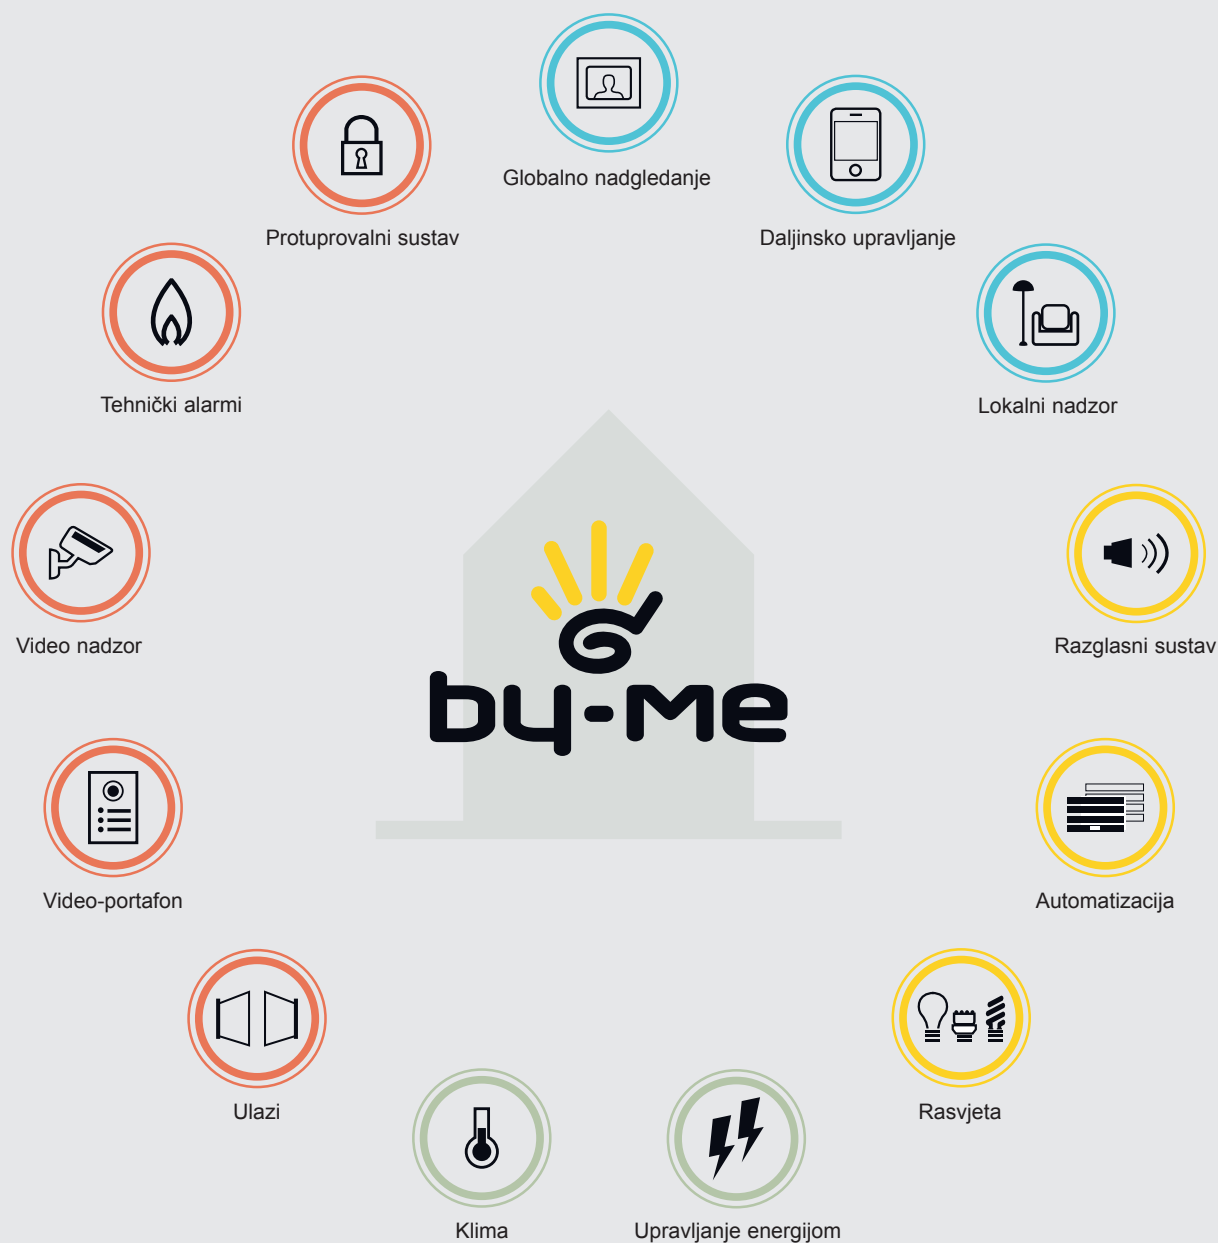 Globalno nadgledanje
Protuprovalni sustav
Daljinsko upravljanje
Tehnički alarmi
Lokalni nadzor
Video nadzor
Razglasni sustav
by-me
Video-portafon
Automatizacija
Ulazi
Rasvjeta
Klima
Upravljanje energijom